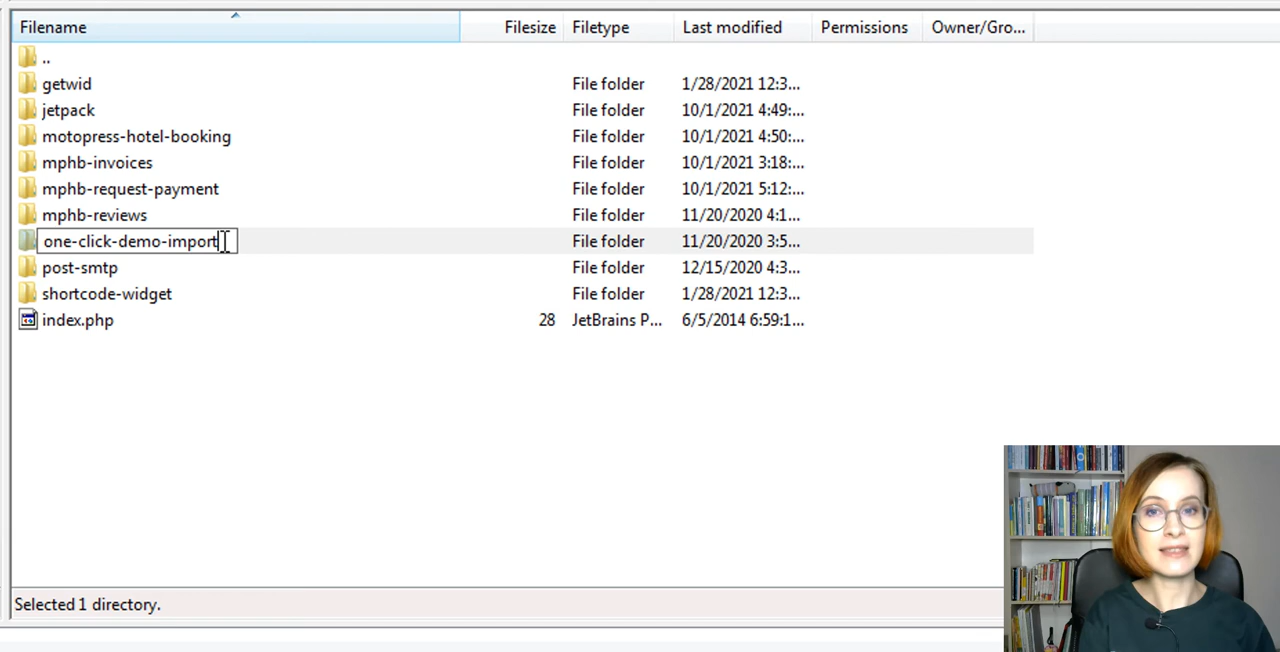 Filename Filesize Filetype Last modified Permissions Owner/Gro...
..
getwid File folder 1/28/2021 12:3...
jetpack File folder 10/1/2021 4:49:...
motopress-hotel-booking File folder 10/1/2021 4:50:...
mphb-invoices File folder 10/1/2021 3:18:...
mphb-request-payment File folder 10/1/2021 5:12:...
mphb-reviews File folder 11/20/2020 4:1...
one-click-demo-import File folder 11/20/2020 3:5...
post-smtp File folder 12/15/2020 4:3...
shortcode-widget File folder 1/28/2021 12:3...
index.php 28 JetBrains P... 6/5/2014 6:59:1...
Selected 1 directory.